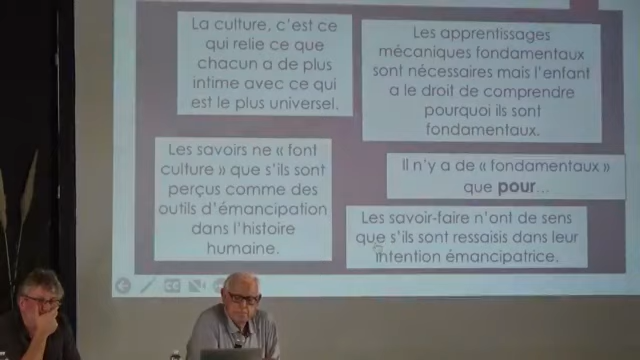 La culture, c'est ce
qui relie ce que
chacun a de plus
intime avec ce qui
est le plus universel.
Les apprentissages
mécaniques fondamentaux
sont nécessaires mais l'enfant
a le droit de comprendre
pourquoi ils sont
fondamentaux.
Les savoirs ne « font
culture » que s'ils sont
perçus comme des
outils d'émancipation
dans l'histoire
humaine.
Il n'y a de « fondamentaux »
que pour...
Les savoir-faire n'ont de sens
que s'ils sont ressaisis dans leur
intention émancipatrice.
CC